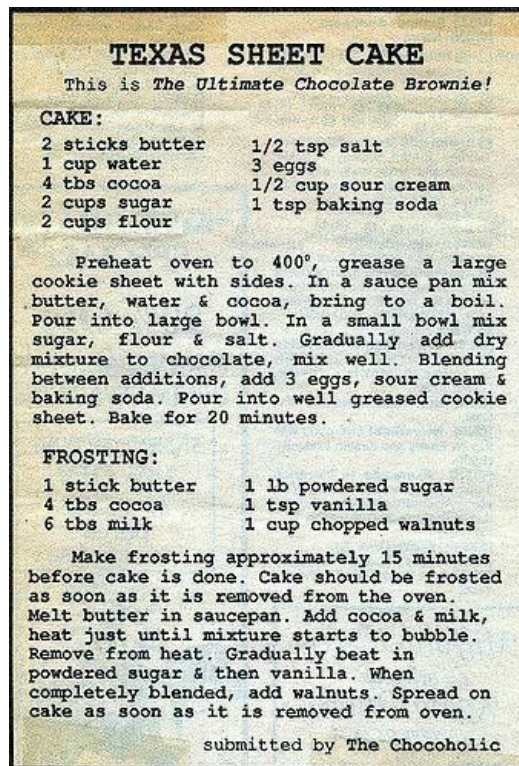 TEXAS SHEET CAKE
This is The Ultimate Chocolate Brownie!
CAKE:
2 sticks butter
1 cup water
4 tbs cocoa
2 cups sugar
2 cups flour
1/2 tsp salt
3 eggs
1/2 cup sour cream
1 tsp baking soda
Preheat oven to 400°, grease a large
cookie sheet with sides. In a sauce pan mix
butter, water & cocoa, bring to a boil.
Pour into large bowl. In a small bowl mix
sugar, flour & salt. Gradually add dry
mixture to chocolate, mix well. Blending
between additions, add 3 eggs, sour cream &
baking soda. Pour into well greased cookie
sheet. Bake for 20 minutes.
FROSTING:
1 stick butter
4 tbs cocoa
6 tbs milk
1 lb powdered sugar
1 tsp vanilla
1 cup chopped walnuts
Make frosting approximately 15 minutes
before cake is done. Cake should be frosted
as soon as it is removed from the oven.
Melt butter in saucepan. Add cocoa & milk,
heat just until mixture starts to bubble.
Remove from heat. Gradually beat in
powdered sugar & then vanilla. When
completely blended, add walnuts. Spread on
cake as soon as it is removed from oven.
submitted by The Chocoholic